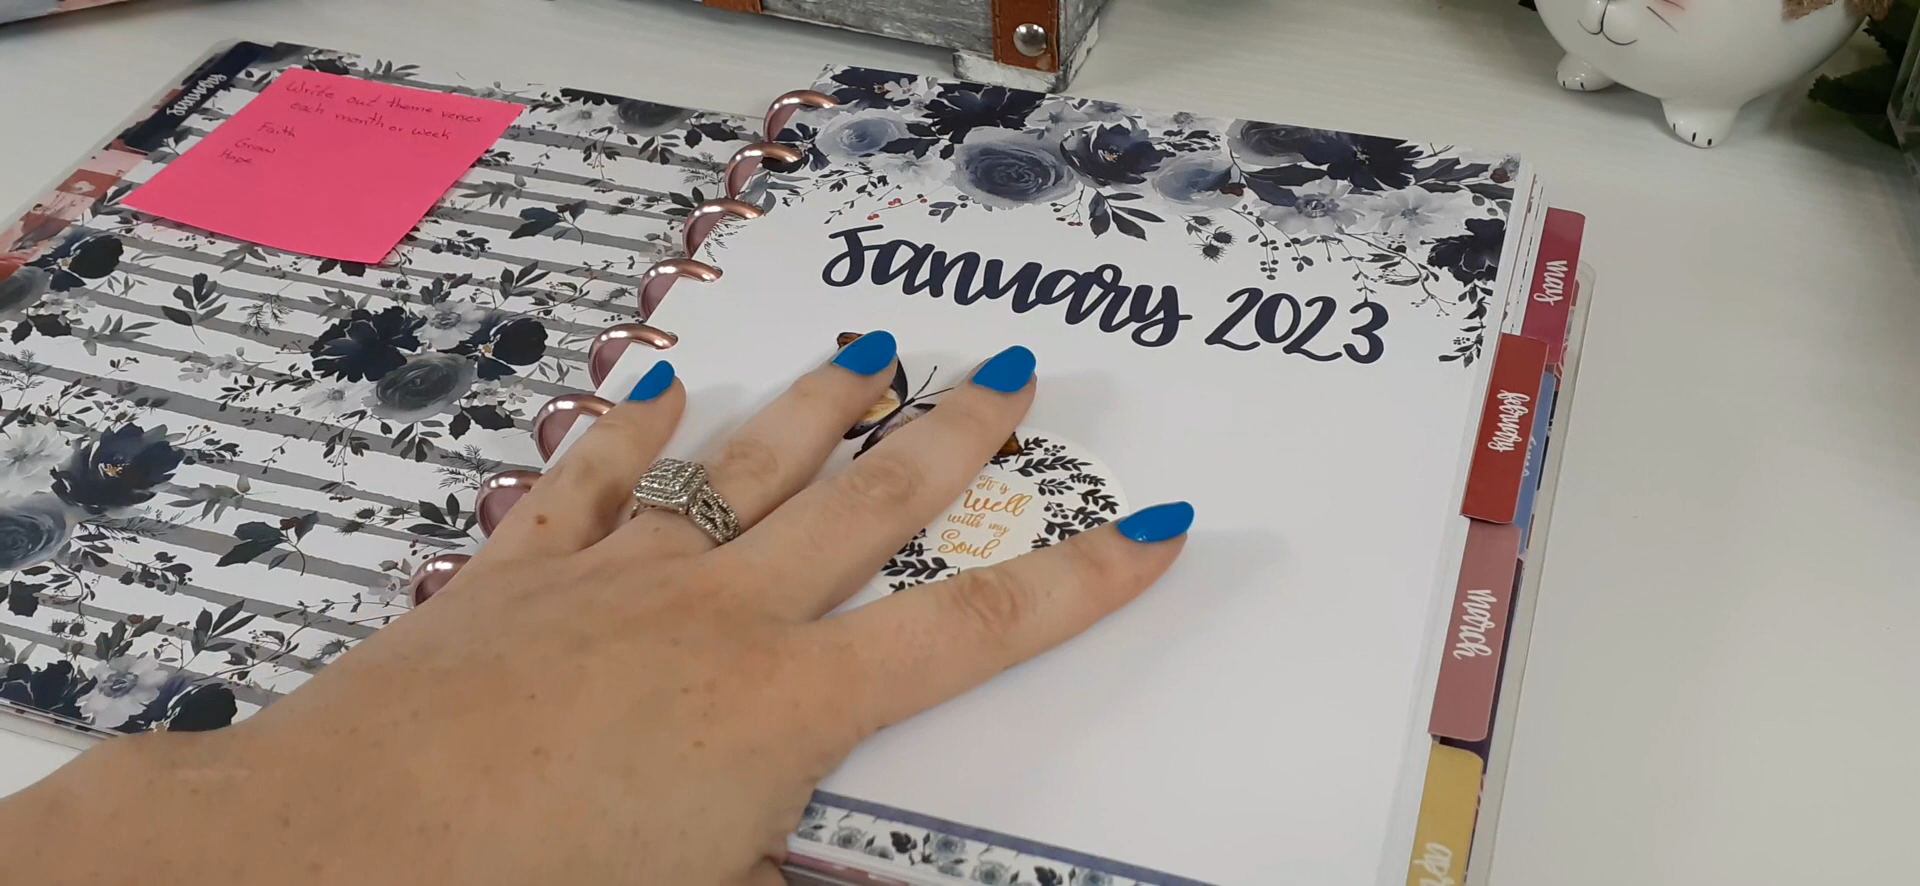 January
Write out theme verses
each month or week
Faith
Grow
Hope
January 2023
It is
Well
with my
Soul
may
february
march